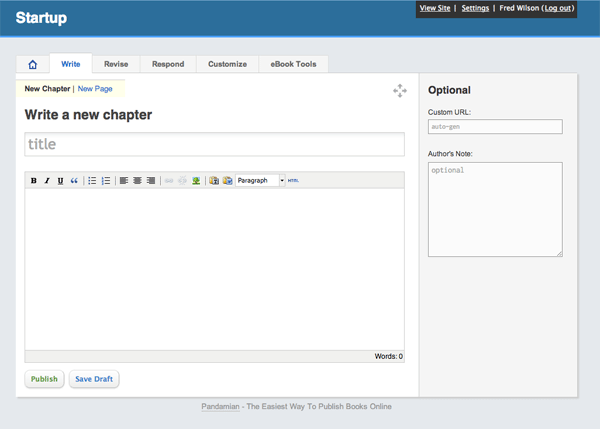 View Site | Settings | Fred Wilson (Log out)
Startup
Write Revise Respond Customize eBook Tools
New Chapter | New Page
Write a new chapter
title
B I U Paragraph HTML
Words: 0
Publish Save Draft
Optional
Custom URL:
auto-gen
Author's Note:
optional
Pandamian - The Easiest Way To Publish Books Online